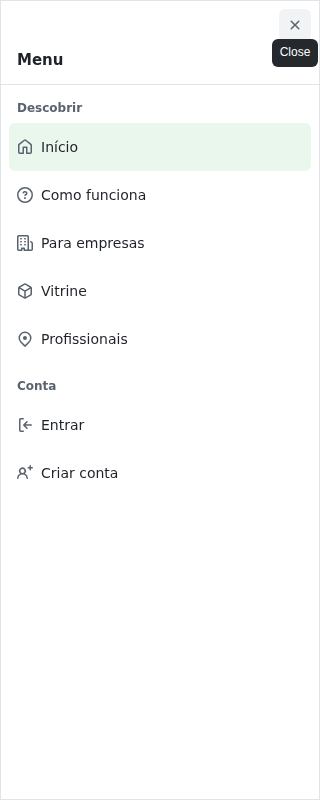 Close
Menu
Descobrir
Início
Como funciona
Para empresas
Vitrine
Profissionais
Conta
Entrar
Criar conta